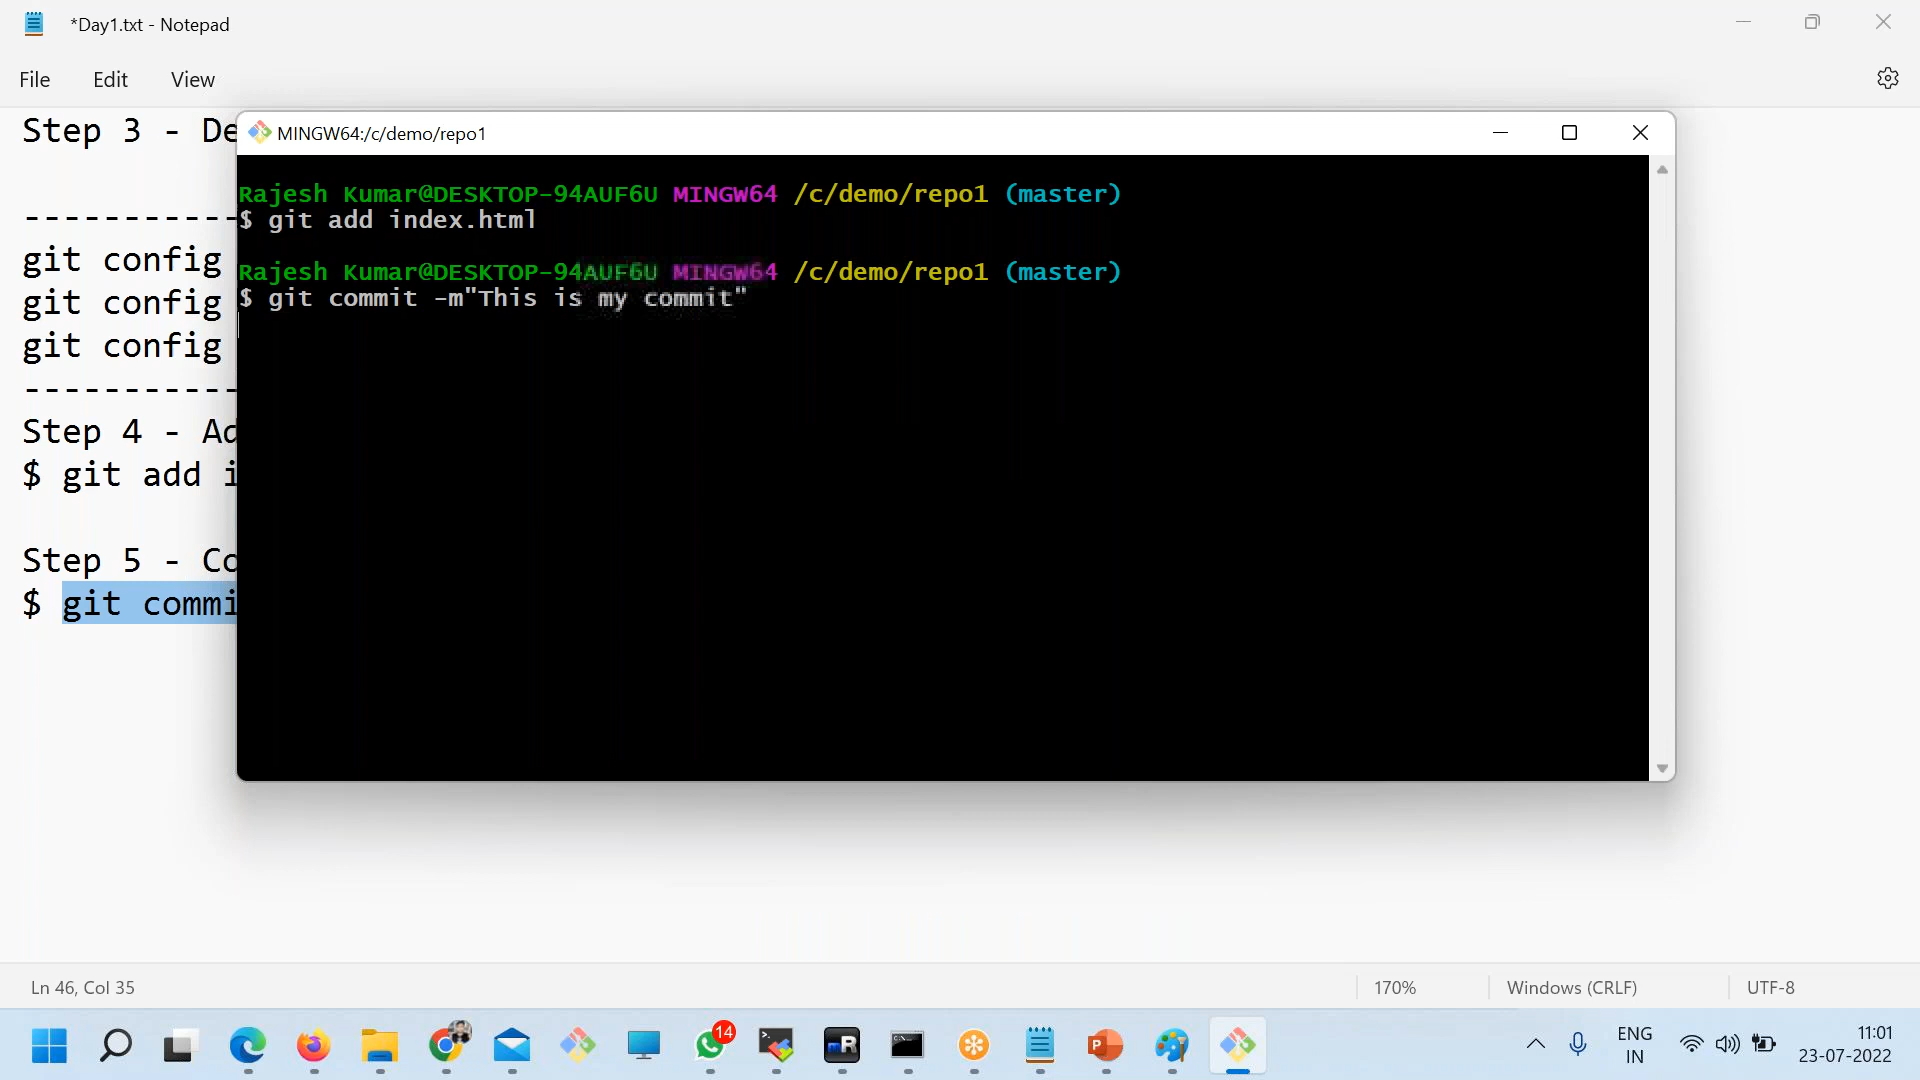 *Day1.txt - Notepad
File Edit View
Step 3 - De
MINGW64:/c/demo/repo1
-----------
git config
git config
git config
-----------
Step 4 - Ad
$ git add i
Step 5 - Co
$ git commi
Rajesh Kumar@DESKTOP-94AUF6U MINGW64 /c/demo/repo1 (master)
$ git add index.html
Rajesh Kumar@DESKTOP-94AUF6U MINGW64 /c/demo/repo1 (master)
$ git commit -m"This is my commit"
Ln 46, Col 35
170%
Windows (CRLF)
UTF-8
14
mR
P
ENG
IN
11:01
23-07-2022